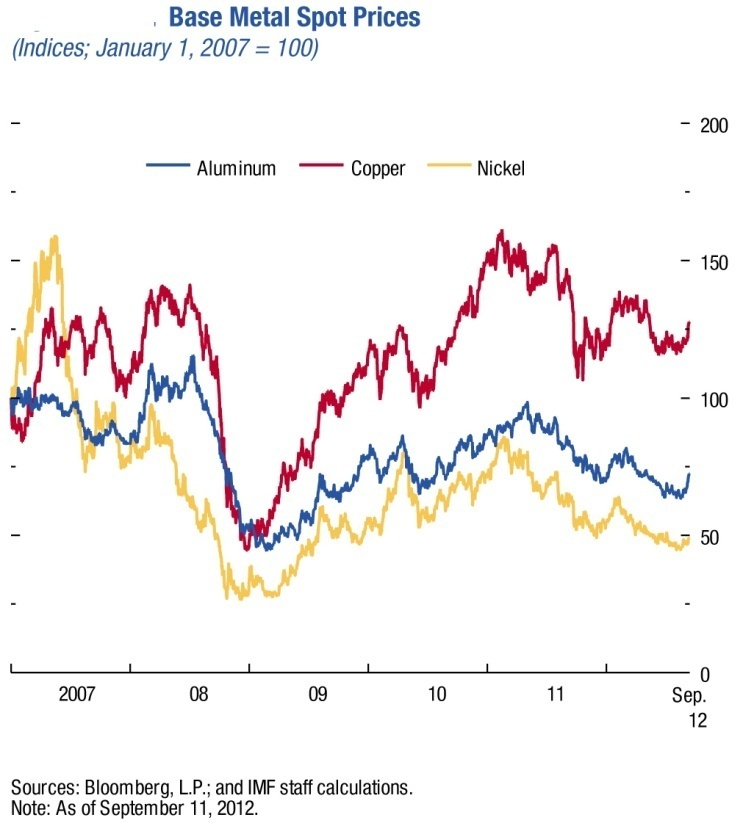 Base Metal Spot Prices
(Indices; January 1, 2007 = 100)
200
Aluminum Copper Nickel
150
100
50
0
2007 08 09 10 11 Sep.
12
Sources: Bloomberg, L.P.; and IMF staff calculations.
Note: As of September 11, 2012.